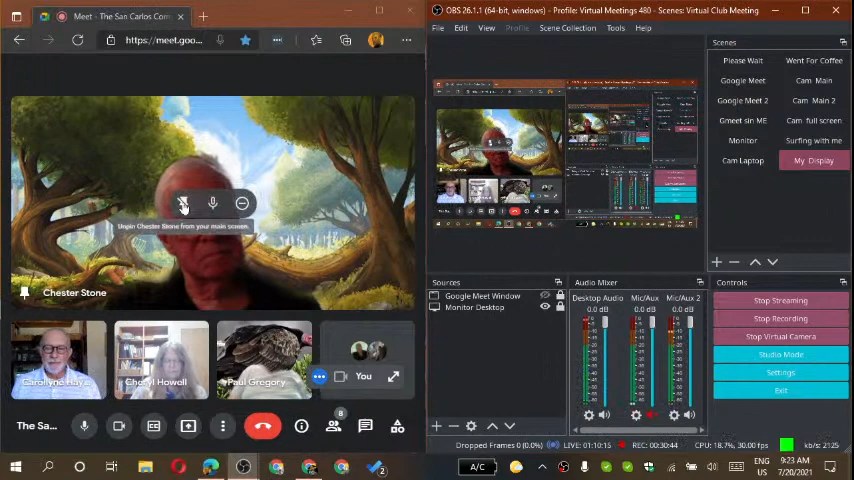 Meet - The San Carlos Com
https://meet.goo...
Unpin Chester Stone from your main screen.
Chester Stone
Carollyne Hay...
Cheryl Howell
Paul Gregory
You
The Sa...
8
OBS 26.1.1 (64-bit, windows) - Profile: Virtual Meetings 480 - Scenes: Virtual Club Meeting
File Edit View Profile Scene Collection Tools Help
Scenes
Please Wait Went For Coffee
Google Meet Cam Main
Google Meet 2 Cam Main 2
Gmeet sin ME Cam full screen
Monitor Surfing with me
Cam Laptop My Display
Sources
Google Meet Window
Monitor Desktop
Audio Mixer
Desktop Audio Mic/Aux Mic/Aux 2
0.0 dB 0.0 dB 0.0 dB
Controls
Stop Streaming
Stop Recording
Stop Virtual Camera
Studio Mode
Settings
Exit
Dropped Frames 0 (0.0%) LIVE: 01:10:15 REC: 00:30:44 CPU: 18.7%, 30.00 fps kb/s: 2125
A/C
ENG
US
9:23 AM
7/20/2021